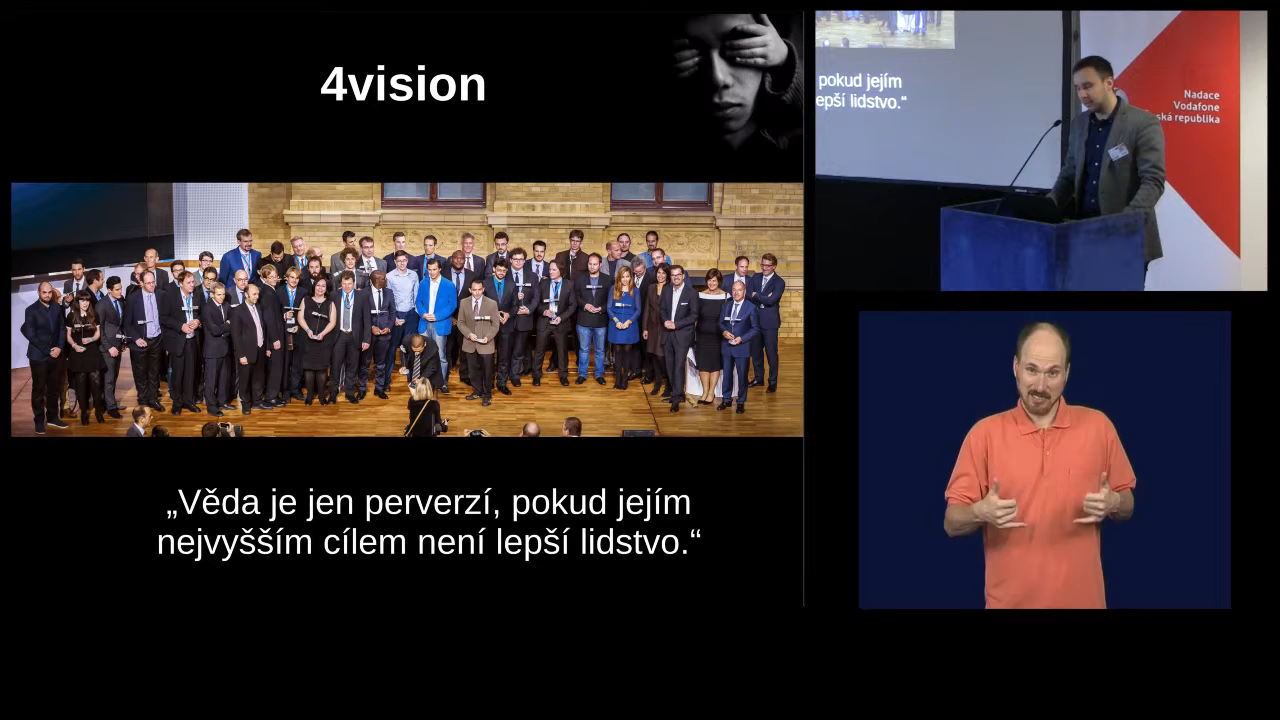 4vision
„Věda je jen perverzí, pokud jejím
nejvyšším cílem není lepší lidstvo.“
pokud jejím
epší lidstvo.“
Nadace
Vodafone
ská republika